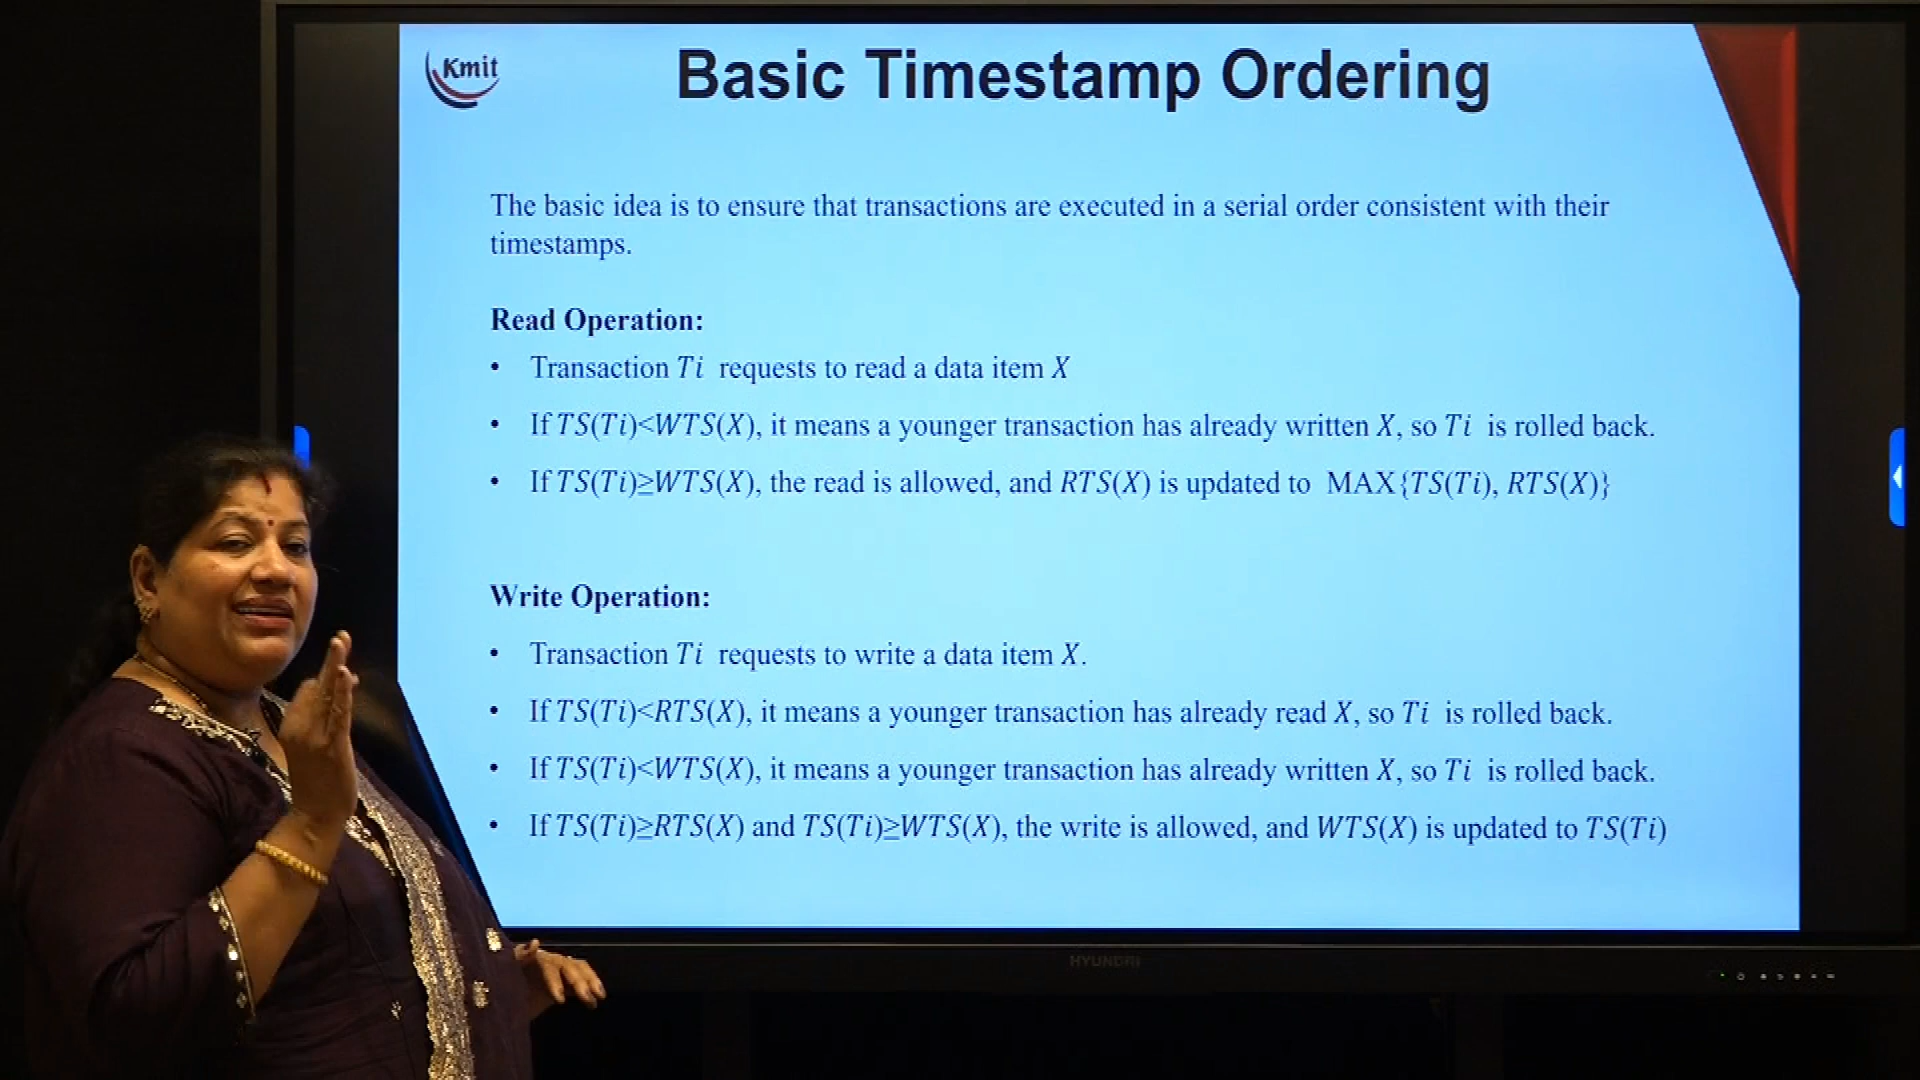 Kmit
Basic Timestamp Ordering
The basic idea is to ensure that transactions are executed in a serial order consistent with their
timestamps.
Read Operation:
• Transaction Ti requests to read a data item X
• If TS(Ti)<WTS(X), it means a younger transaction has already written X, so Ti is rolled back.
• If TS(Ti)≥WTS(X), the read is allowed, and RTS(X) is updated to MAX{TS(Ti), RTS(X)}
Write Operation:
• Transaction Ti requests to write a data item X.
• If TS(Ti)<RTS(X), it means a younger transaction has already read X, so Ti is rolled back.
• If TS(Ti)<WTS(X), it means a younger transaction has already written X, so Ti is rolled back.
• If TS(Ti)≥RTS(X) and TS(Ti)≥WTS(X), the write is allowed, and WTS(X) is updated to TS(Ti)
HYUNDAI